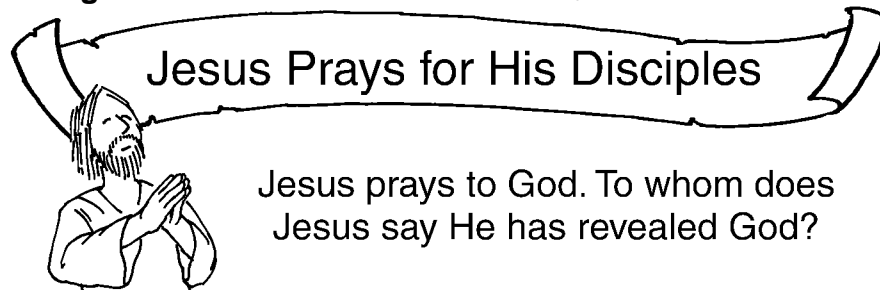 Jesus Prays for His Disciples
Jesus prays to God. To whom does
Jesus say He has revealed God?